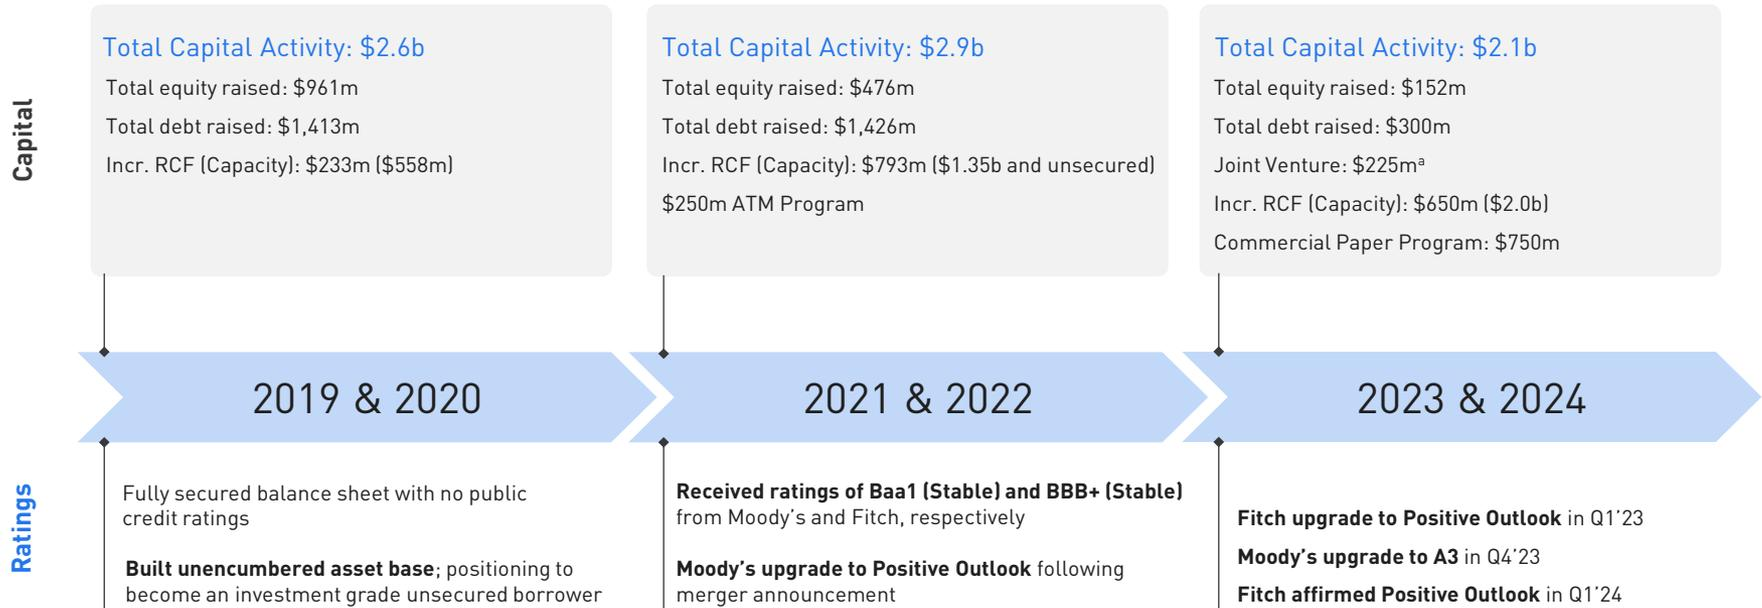 Capital
Total Capital Activity: $2.6b
Total equity raised: $961m
Total debt raised: $1,413m
Incr. RCF (Capacity): $233m ($558m)
Total Capital Activity: $2.9b
Total equity raised: $476m
Total debt raised: $1,426m
Incr. RCF (Capacity): $793m ($1.35b and unsecured)
$250m ATM Program
Total Capital Activity: $2.1b
Total equity raised: $152m
Total debt raised: $300m
Joint Venture: $225mᵃ
Incr. RCF (Capacity): $650m ($2.0b)
Commercial Paper Program: $750m
2019 & 2020
2021 & 2022
2023 & 2024
Ratings
Fully secured balance sheet with no public
credit ratings
Built unencumbered asset base; positioning to
become an investment grade unsecured borrower
Received ratings of Baa1 (Stable) and BBB+ (Stable)
from Moody’s and Fitch, respectively
Moody’s upgrade to Positive Outlook following
merger announcement
Fitch upgrade to Positive Outlook in Q1’23
Moody’s upgrade to A3 in Q4’23
Fitch affirmed Positive Outlook in Q1’24